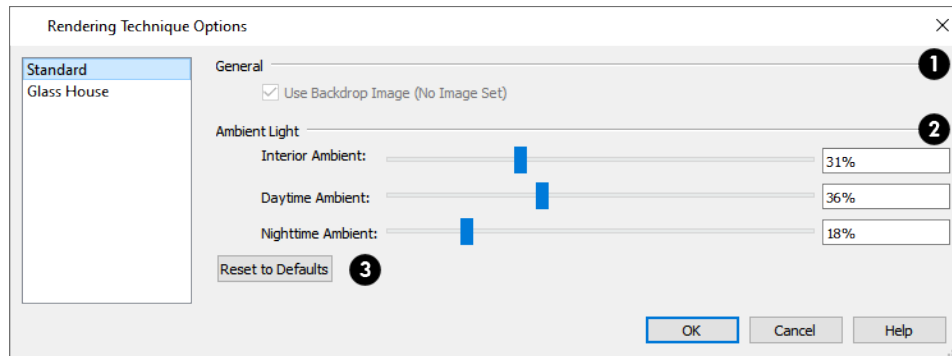 Rendering Technique Options
Standard
Glass House
General
1
Use Backdrop Image (No Image Set)
Ambient Light
2
Interior Ambient: 31%
Daytime Ambient: 36%
Nighttime Ambient: 18%
Reset to Defaults 3
OK Cancel Help